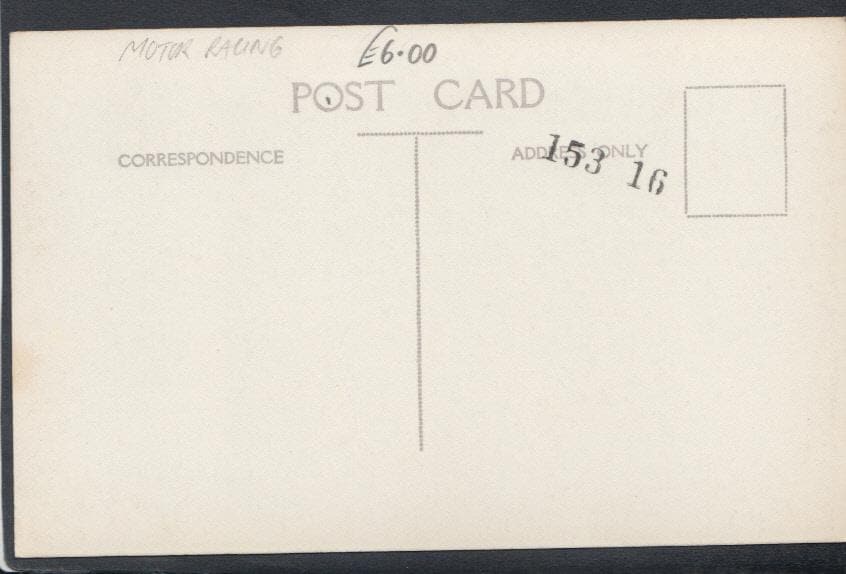 MOTOR RACING
£6.00
POST CARD
CORRESPONDENCE
ADDRESS ONLY
153 16